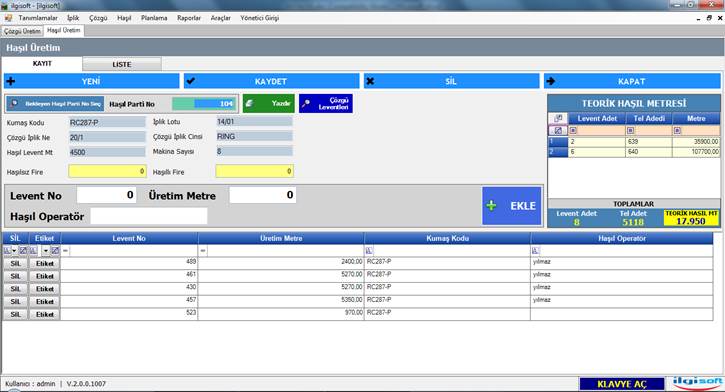 ilgisoft - [ilgisoft]
Tanımlamalar İplik Çözgü Haşıl Planlama Raporlar Araçlar Yönetici Girişi
Çözgü Üretim Haşıl Üretim
Haşıl Üretim
KAYIT LİSTE
YENİ KAYDET SİL KAPAT
Bekleyen Haşıl Parti No Seç Haşıl Parti No 104 Yazdır Çözgü Leventleri
Kumaş Kodu RC287-P İplik Lotu 14/01
Çözgü İplik Ne 20/1 Çözgü İplik Cinsi RING
Haşıl Levent Mt 4500 Makina Sayısı 8
Haşılsız Fire 0 Haşıllı Fire 0
Levent No 0 Üretim Metre 0
Haşıl Operatör
EKLE
TEORİK HAŞIL METRESİ
Levent Adet Tel Adedi Metre
1 2 639 35900,00
2 6 640 107700,00
TOPLAMLAR
Levent Adet Tel Adet TEORİK HASIL MT
8 5118 17.950
SİL Etiket Levent No Üretim Metre Kumaş Kodu Haşıl Operatör
= =
SİL Etiket 489 2400,00 RC287-P yılmaz
SİL Etiket 461 5270,00 RC287-P yılmaz
SİL Etiket 430 5270,00 RC287-P yılmaz
SİL Etiket 457 5350,00 RC287-P yılmaz
SİL Etiket 523 970,00 RC287-P
Kullanıcı : admin | V.2.0.0.1007 KLAVYE AÇ ilgisoft